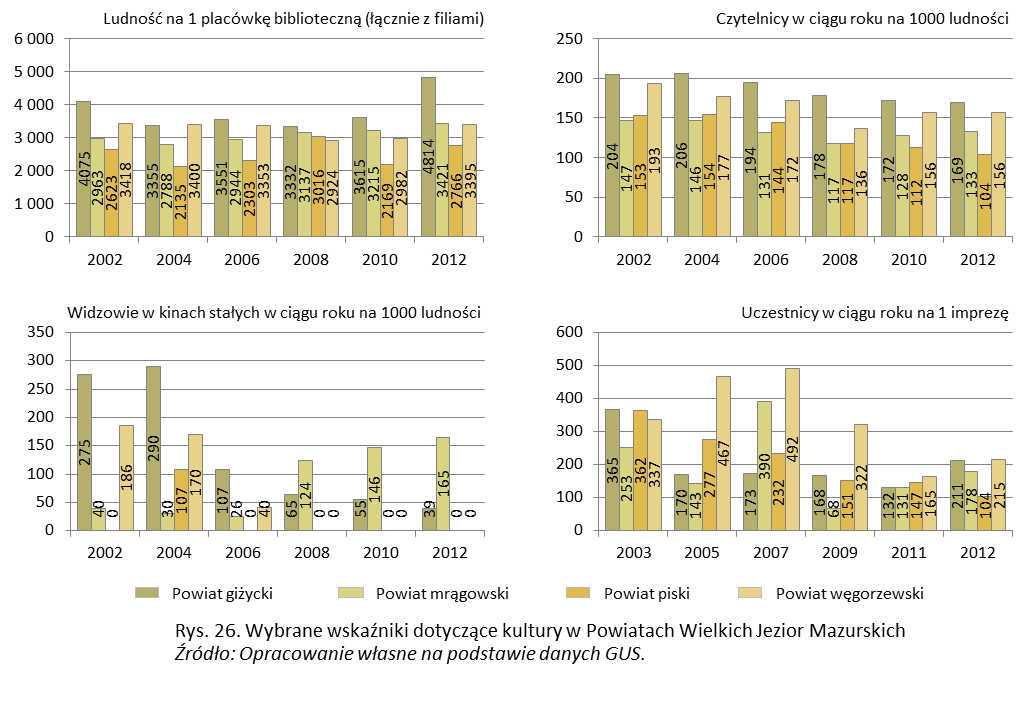 Ludność na 1 placówkę biblioteczną (łącznie z filiami)
6 000
5 000
4 000
3 000
2 000
1 000
0
4075 2963 2623 3418
3355 2788 2135 3400
3551 2944 2303 3353
3332 3137 3016 2924
3615 3215 2169 2982
4814 3421 2766 3395
2002 2004 2006 2008 2010 2012
Czytelnicy w ciągu roku na 1000 ludności
250
200
150
100
50
0
204 147 153 193
206 146 154 177
194 131 144 172
178 117 117 136
172 128 112 156
169 133 104 156
2002 2004 2006 2008 2010 2012
Widzowie w kinach stałych w ciągu roku na 1000 ludności
350
300
250
200
150
100
50
0
275 40 0 186
290 30 107 170
107 26 0 40
65 124 0 0
55 146 0 0
39 165 0 0
2002 2004 2006 2008 2010 2012
Uczestnicy w ciągu roku na 1 imprezę
600
500
400
300
200
100
0
365 253 362 337
170 143 277 467
173 390 232 492
168 68 151 322
132 131 147 165
211 178 104 215
2003 2005 2007 2009 2011 2012
Powiat giżycki Powiat mrągowski Powiat piski Powiat węgorzewski
Rys. 26. Wybrane wskaźniki dotyczące kultury w Powiatach Wielkich Jezior Mazurskich
Źródło: Opracowanie własne na podstawie danych GUS.